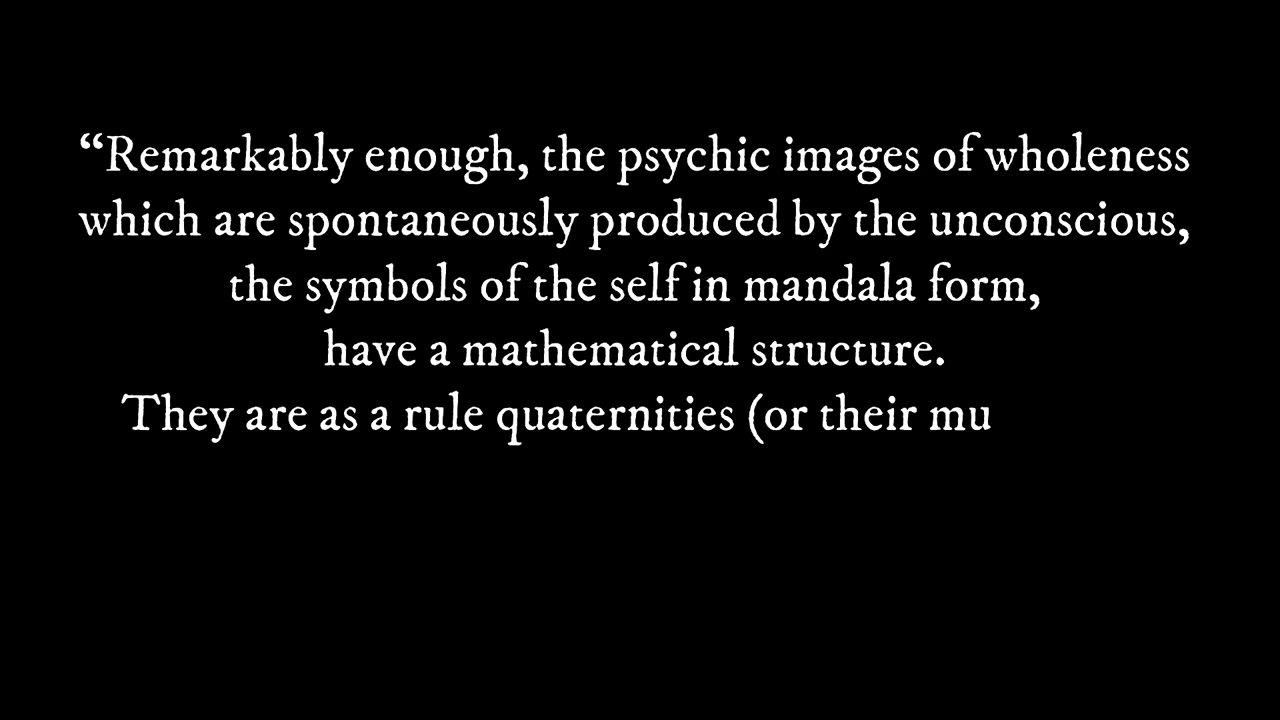 “Remarkably enough, the psychic images of wholeness
which are spontaneously produced by the unconscious,
the symbols of the self in mandala form,
have a mathematical structure.
They are as a rule quaternities (or their mu